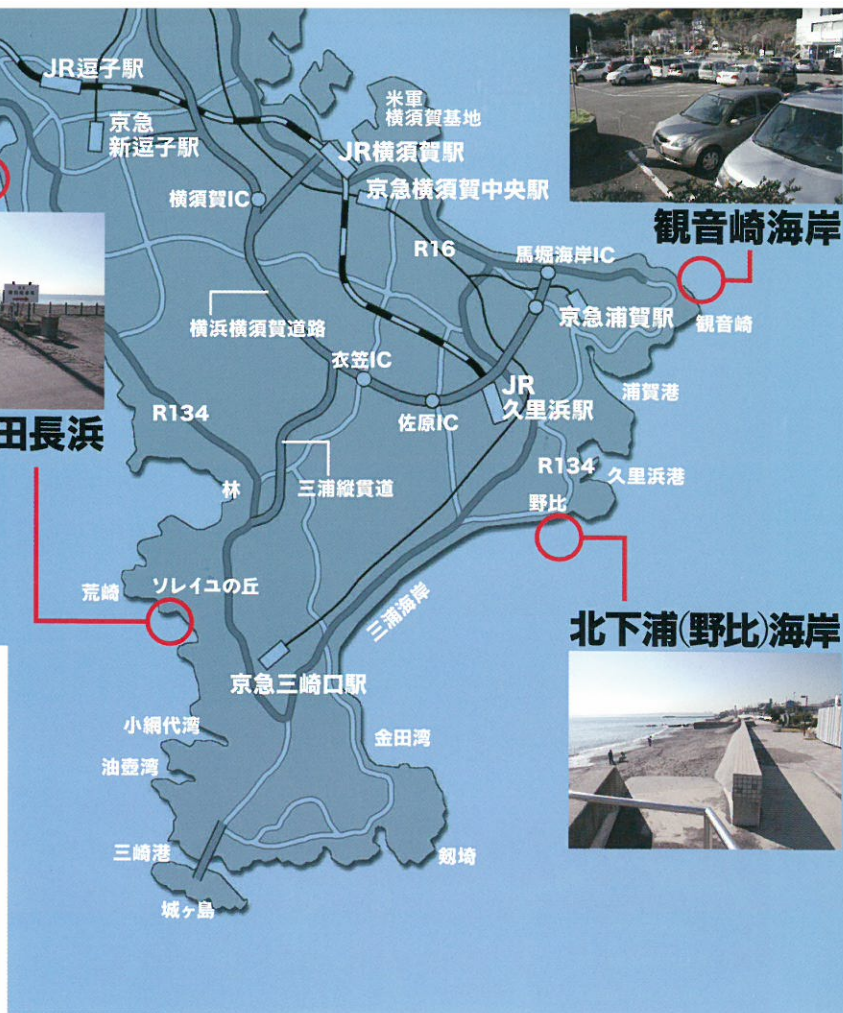 JR逗子駅
京急
新逗子駅
米軍
横須賀基地
JR横須賀駅
京急横須賀中央駅
横須賀IC
R16
観音崎海岸
馬堀海岸IC
京急浦賀駅
観音崎
横浜横須賀道路
衣笠IC
JR
久里浜駅
浦賀港
佐原IC
R134
田長浜
R134
久里浜港
林
三浦縦貫道
野比
荒崎
ソレイユの丘
三浦海岸
北下浦(野比)海岸
京急三崎口駅
小網代湾
金田湾
油壺湾
三崎港
剱埼
城ヶ島